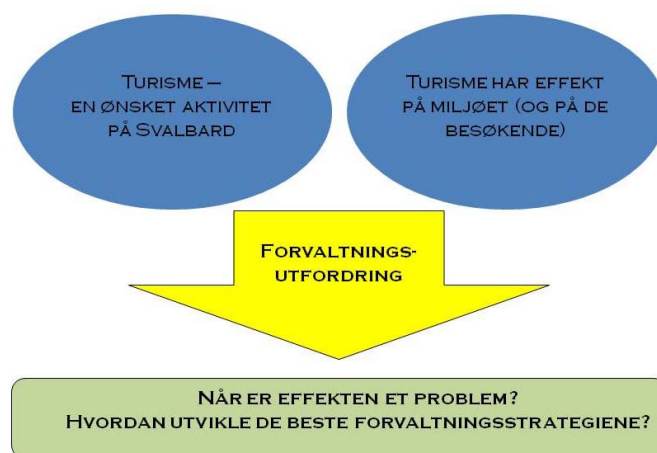 TURISME –
EN ØNSKET AKTIVITET
PÅ SVALBARD
TURISME HAR EFFEKT
PÅ MILJØET (OG PÅ DE
BESØKENDE)
FORVALTNINGS-
UTFORDRING
NÅR ER EFFEKTEN ET PROBLEM?
HVORDAN UTVIKLE DE BESTE FORVALTNINGSSTRATEGIENE?